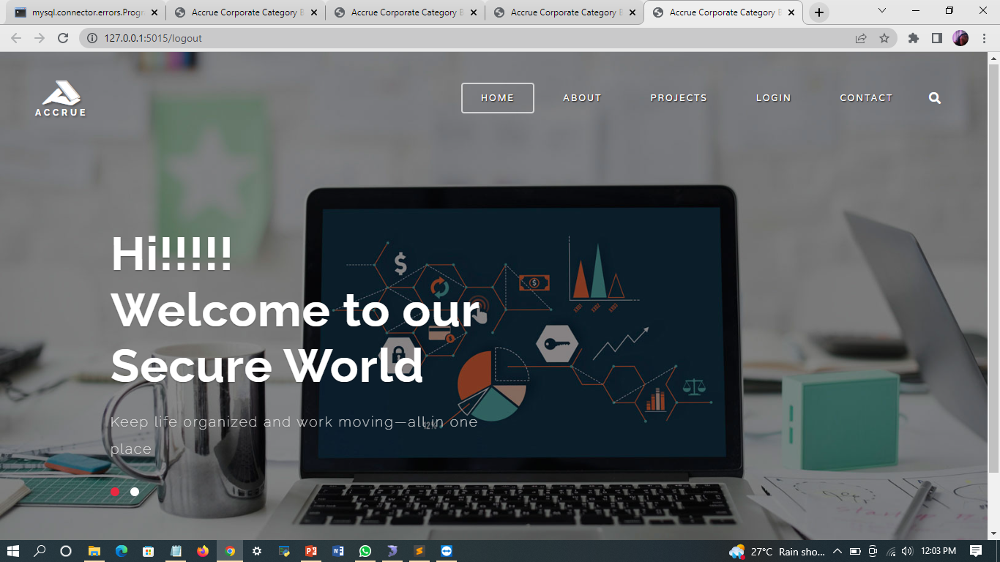 mysql.connector.errors.Progr
Accrue Corporate Category B
Accrue Corporate Category B
Accrue Corporate Category B
Accrue Corporate Category B
127.0.0.1:5015/logout
ACCRUE
HOME
ABOUT
PROJECTS
LOGIN
CONTACT
Hi!!!!!
Welcome to our
Secure World
Keep life organized and work moving—all in one
place
12%
27°C Rain sho...
12:03 PM